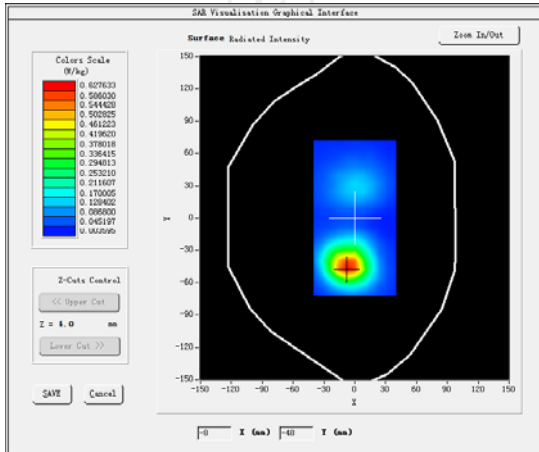 SAR Visualisation Graphical Interface
Surface Radiated Intensity
Zoom In/Out
Colors Scale
(W/kg)
0.627633
0.586030
0.544428
0.502825
0.461223
0.419620
0.378018
0.336415
0.294813
0.253210
0.211607
0.170005
0.128402
0.086800
0.045197
0.003595
Z-Cuts Control
<< Upper Cut
Z = 4.0 mm
Lower Cut >>
SAVE
Cancel
150
120
90
60
30
0
-30
-60
-90
-120
-150
Y
-150 -120 -90 -60 -30 0 30 60 90 120 150
X
-8 X (mm) -48 Y (mm)